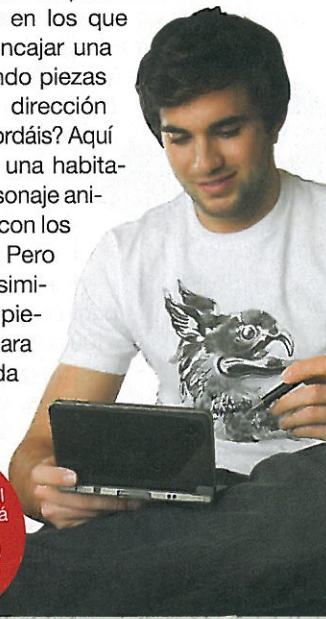 en los que
ncajar una
ndo piezas
dirección
ordáis? Aquí
una habita-
sonaje ani-
con los
Pero
simi-
pie-
ara
da
l
á